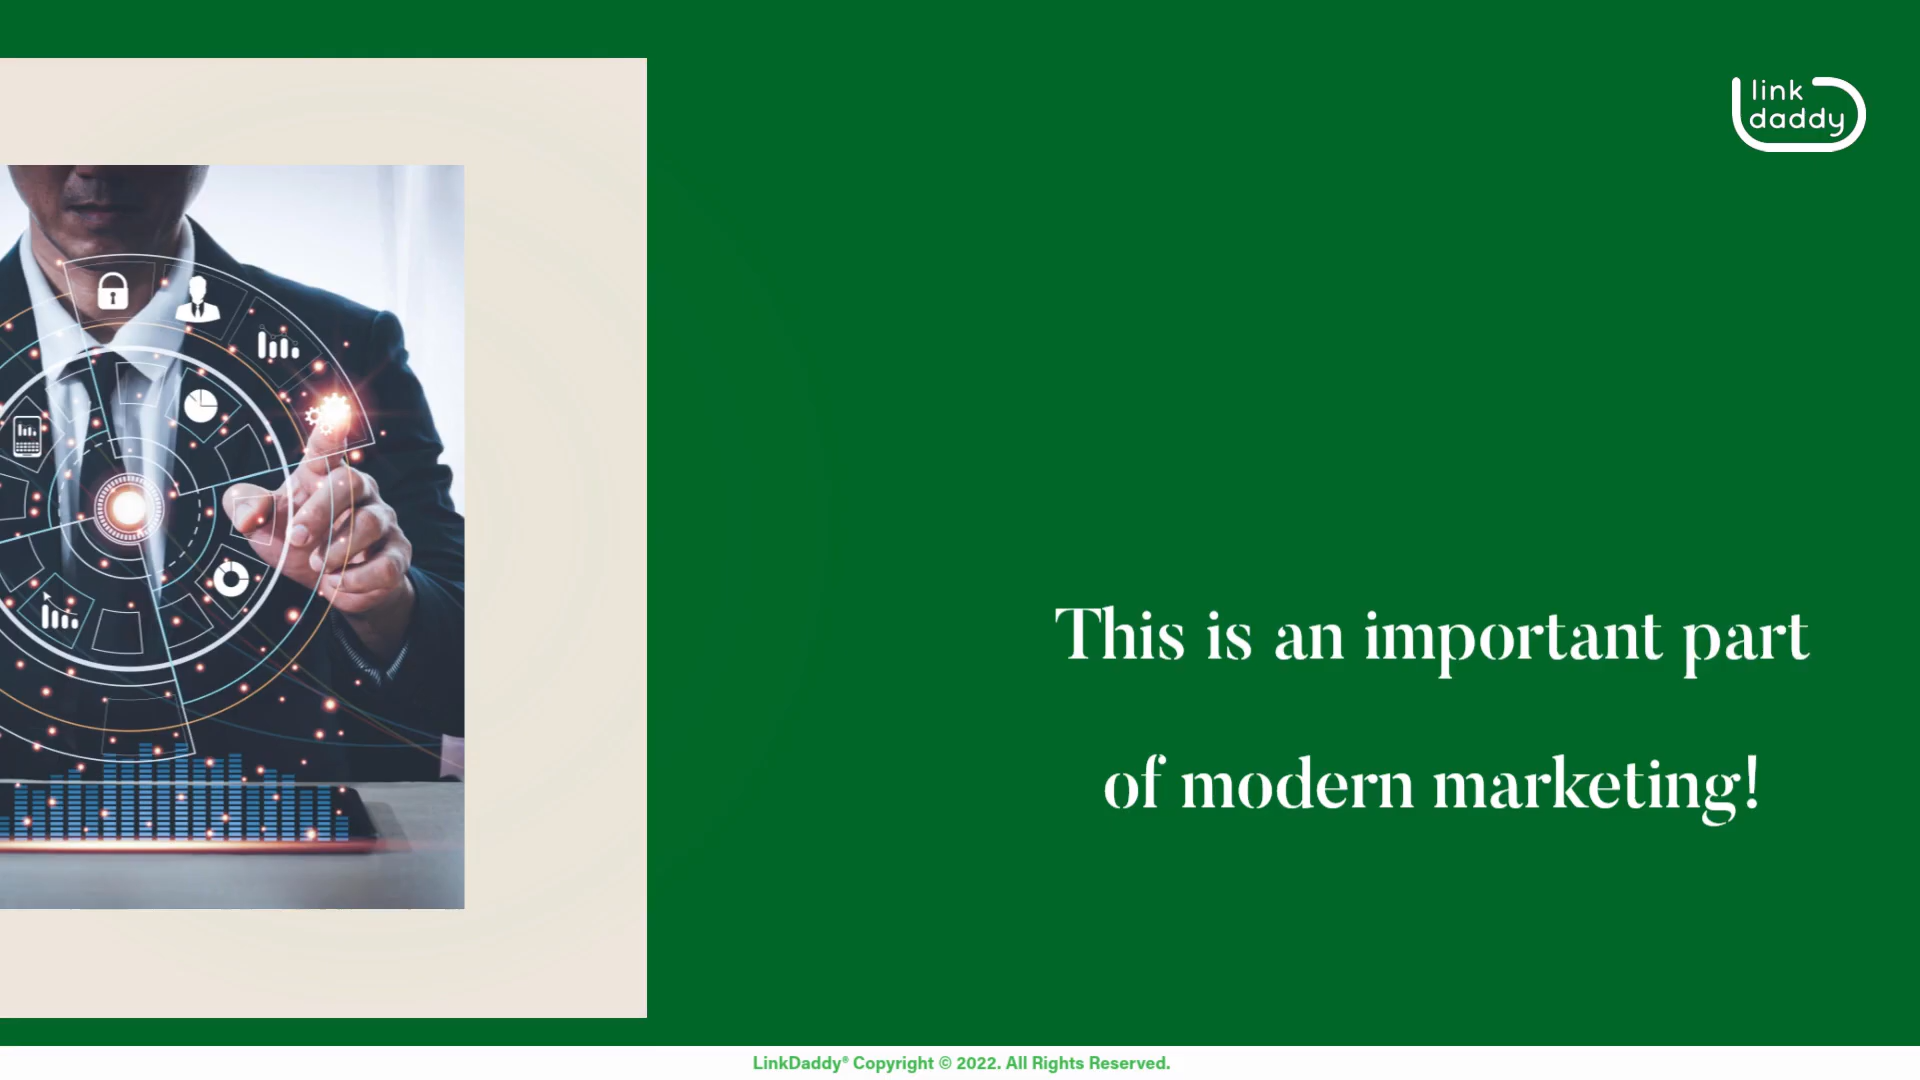 link
daddy
This is an important part
of modern marketing!
LinkDaddy® Copyright © 2022. All Rights Reserved.